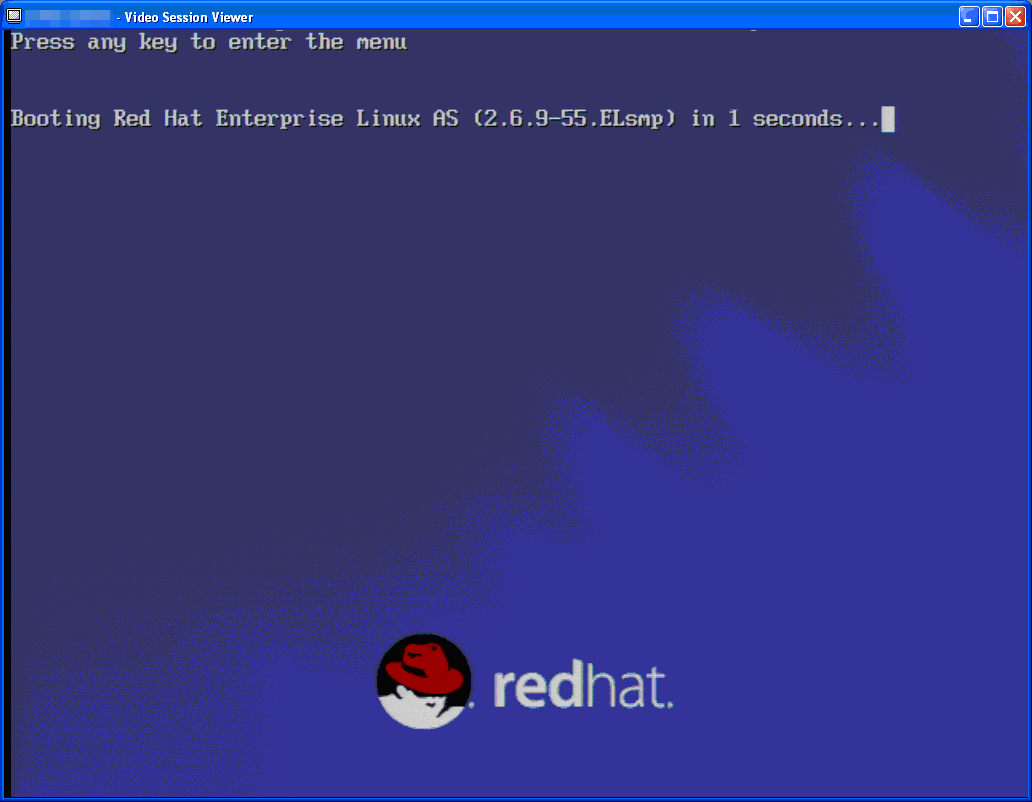 - Video Session Viewer
Press any key to enter the menu
Booting Red Hat Enterprise Linux AS (2.6.9-55.ELsmp) in 1 seconds...
redhat.